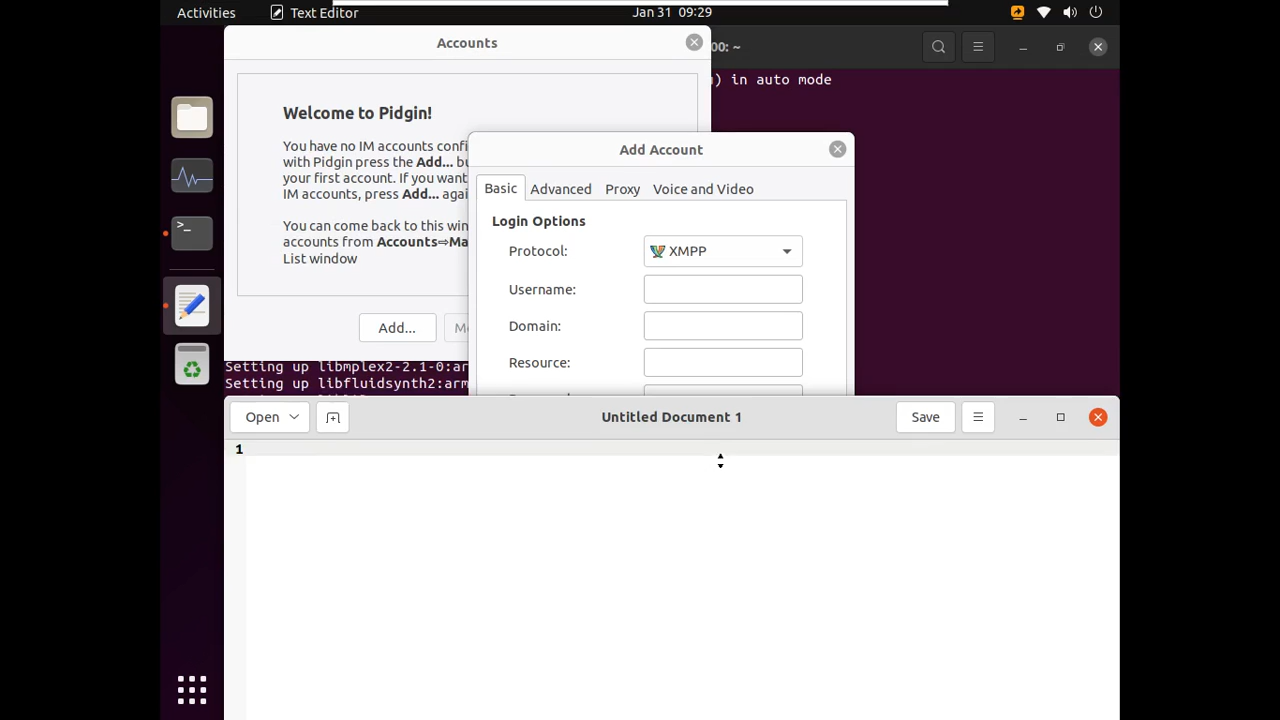 Activities
Text Editor
Jan 31 09:29
Accounts
00: ~
) in auto mode
Welcome to Pidgin!
You have no IM accounts confi
with Pidgin press the Add... bu
your first account. If you want
IM accounts, press Add... agai
You can come back to this win
accounts from Accounts⇨Ma
List window
Add...
Mo
Add Account
Basic
Advanced
Proxy
Voice and Video
Login Options
Protocol:
XMPP
Username:
Domain:
Resource:
Setting up libmplex2-2.1-0:ar
Setting up libfluidsynth2:arm
Open
Untitled Document 1
Save
1